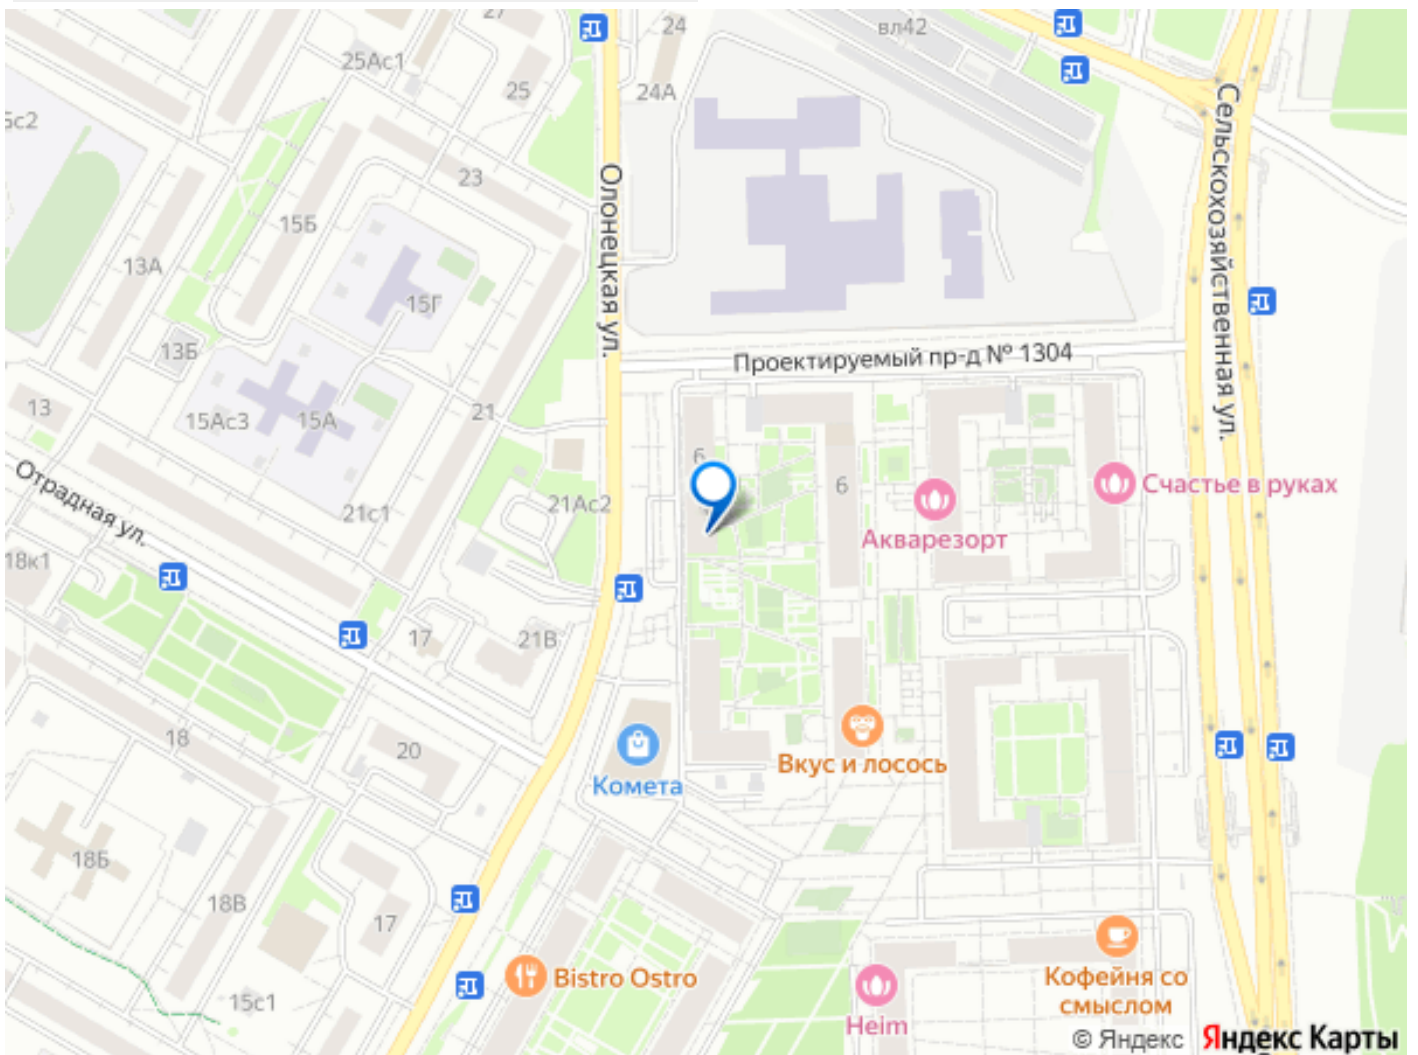 27
24
вл42
25Ас1
25
24А
5с2
23
Олонецкая ул.
Сельскохозяйственная ул.
15Б
13А
15Г
13Б
Проектируемый пр-д № 1304
13
15Ас3
15А
21
Отрадная ул.
6
6
Счастье в руках
21с1
21Ас2
Акварезорт
18к1
17
21В
18
20
Комета
Вкус и лосось
18Б
18В
17
Bistro Ostro
Кофейня со
смыслом
15с1
Heim
© Яндекс Яндекс Карты